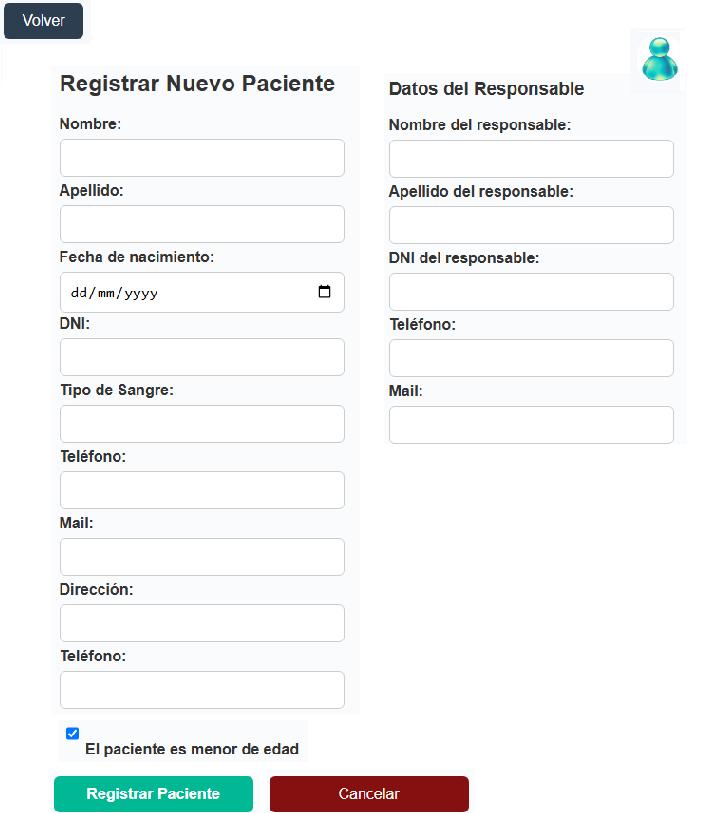 Volver
Registrar Nuevo Paciente
Nombre:
Apellido:
Fecha de nacimiento:
dd/mm/yyyy
DNI:
Tipo de Sangre:
Teléfono:
Mail:
Dirección:
Teléfono:
El paciente es menor de edad
Datos del Responsable
Nombre del responsable:
Apellido del responsable:
DNI del responsable:
Teléfono:
Mail:
Registrar Paciente
Cancelar